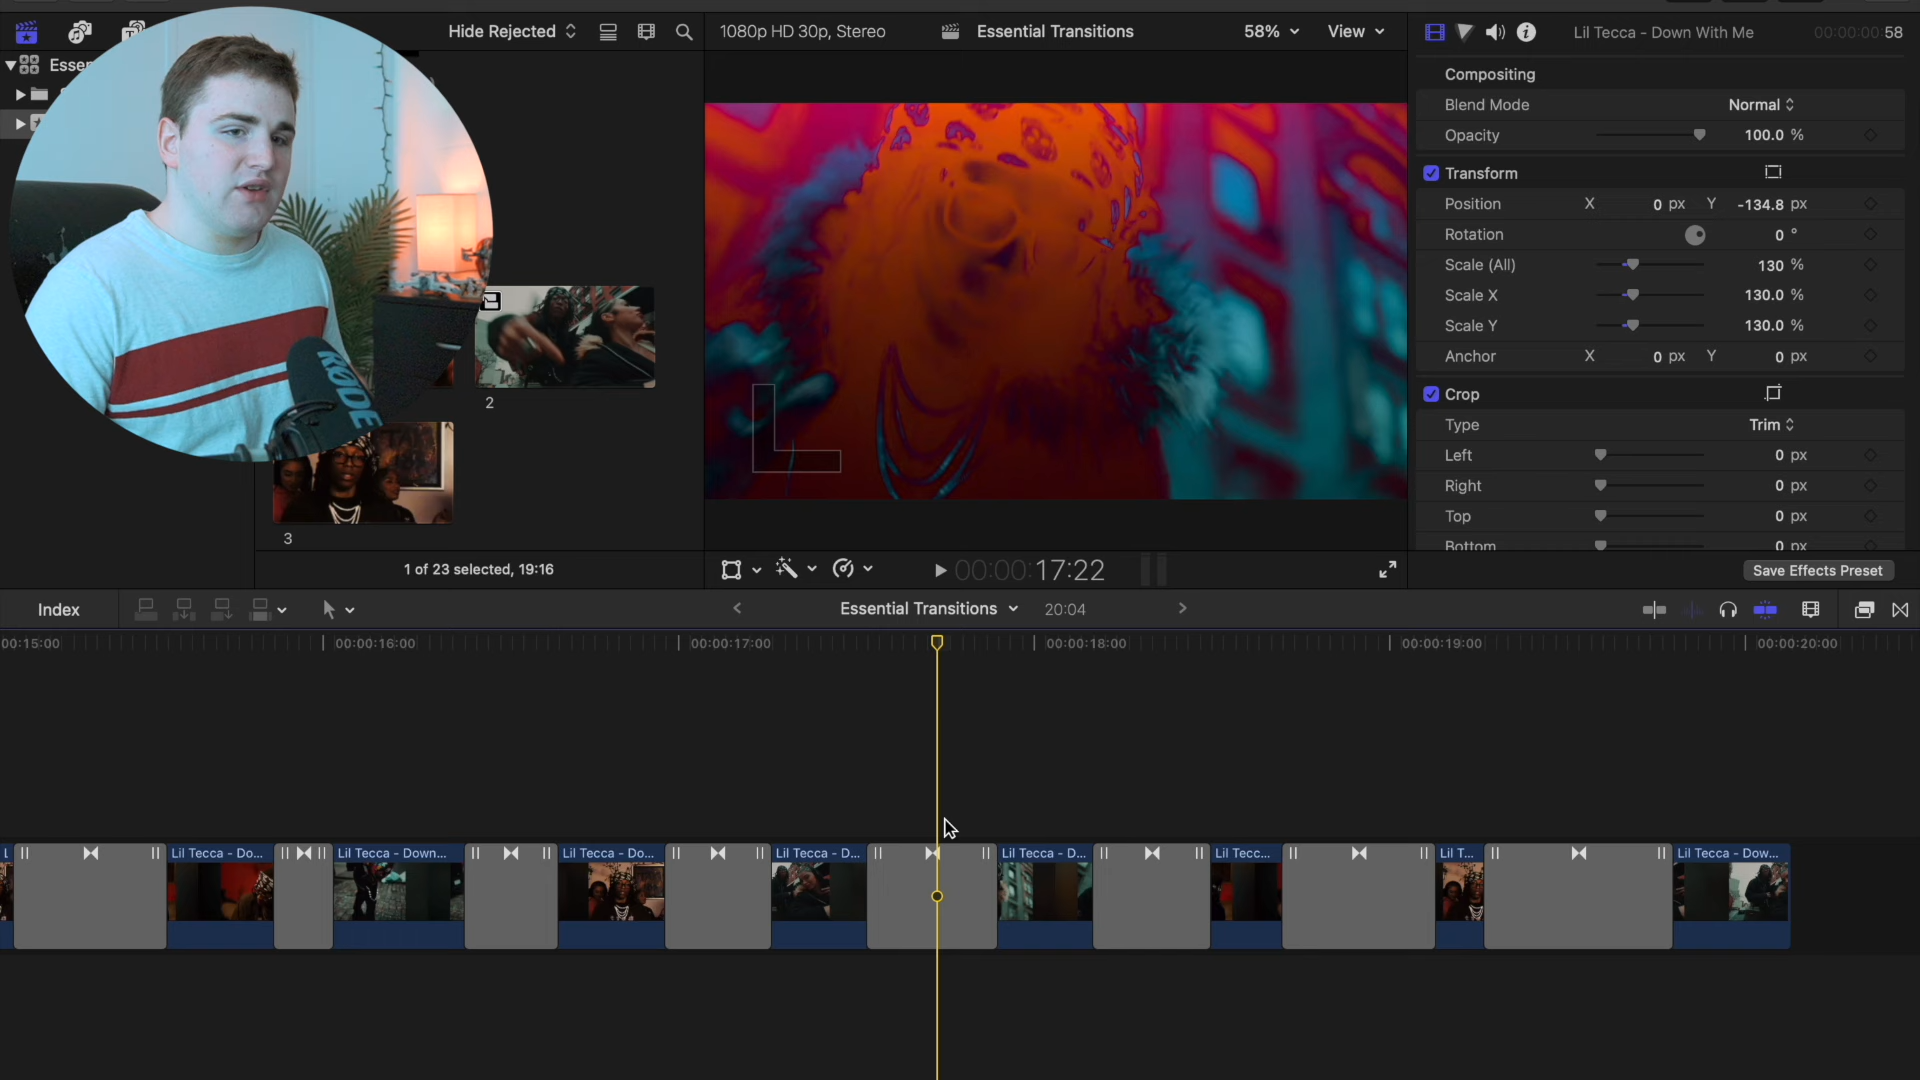 Hide Rejected
1080p HD 30p, Stereo
Essential Transitions
58%
View
Lil Tecca - Down With Me
00:00:00:58
Compositing
Blend Mode
Normal
Opacity
100.0 %
Transform
Position
X
0 px
Y
-134.8 px
Rotation
0 °
Scale (All)
130 %
Scale X
130.0 %
Scale Y
130.0 %
Anchor
X
0 px
Y
0 px
Crop
Type
Trim
Left
0 px
Right
0 px
Top
0 px
Bottom
0 px
Save Effects Preset
RØDE
2
3
1 of 23 selected, 19:16
00:00:17:22
Index
Essential Transitions
20:04
00:15:00
00:00:16:00
00:00:17:00
00:00:18:00
00:00:19:00
00:00:20:00
L
Lil Tecca - Do...
Lil Tecca - Down...
Lil Tecca - Do...
Lil Tecca - D...
Lil Tecca - D...
Lil Tecc...
Lil T...
Lil Tecca - Dow...